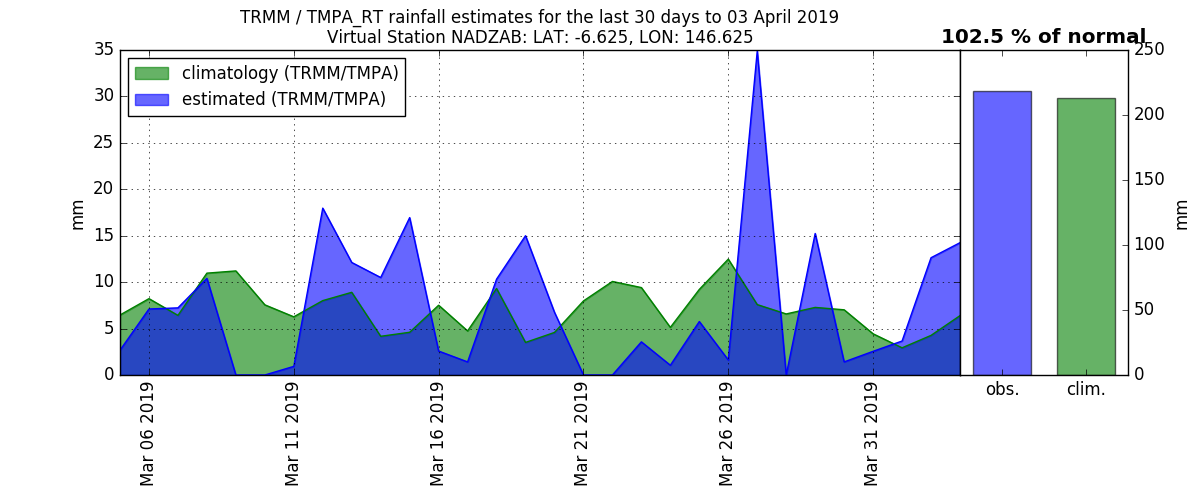 TRMM / TMPA_RT rainfall estimates for the last 30 days to 03 April 2019
Virtual Station NADZAB: LAT: -6.625, LON: 146.625
102.5 % of normal
climatology (TRMM/TMPA)
estimated (TRMM/TMPA)
35
30
25
20
15
10
5
0
mm
Mar 06 2019
Mar 11 2019
Mar 16 2019
Mar 21 2019
Mar 26 2019
Mar 31 2019
250
200
150
100
50
0
mm
obs.
clim.